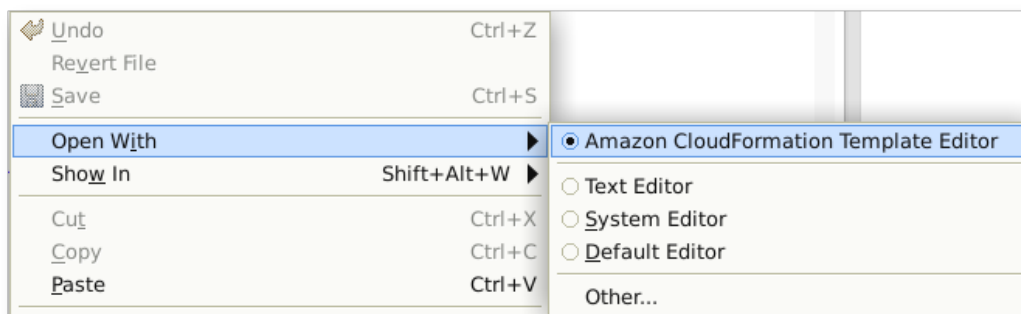 Undo Ctrl+Z
Revert File
Save Ctrl+S
Open With
Show In Shift+Alt+W
Cut Ctrl+X
Copy Ctrl+C
Paste Ctrl+V
Amazon CloudFormation Template Editor
Text Editor
System Editor
Default Editor
Other...